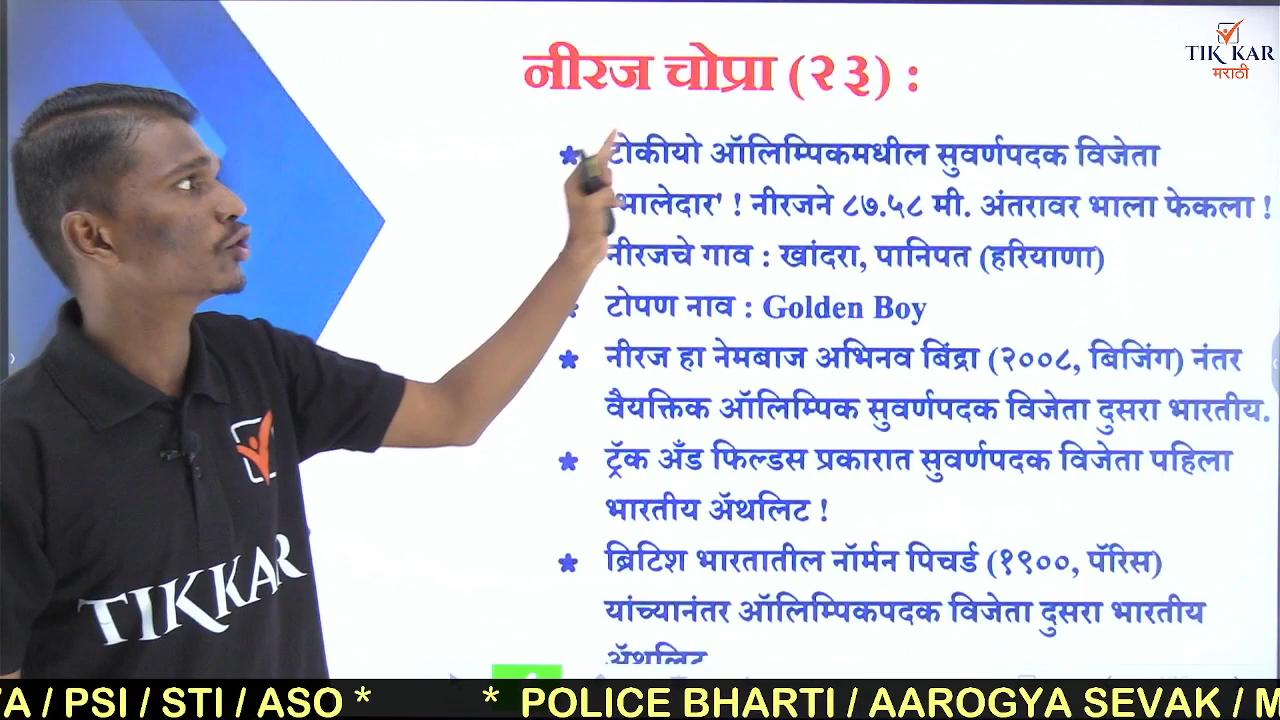 नीरज चोप्रा (२३) :
TIKKAR
मराठी
टोकीयो ऑलिम्पिकमधील सुवर्णपदक विजेता
'भालेदार' ! नीरजने ८७.५८ मी. अंतरावर भाला फेकला !
नीरजचे गाव : खांदरा, पानिपत (हरियाणा)
टोपण नाव : Golden Boy
नीरज हा नेमबाज अभिनव बिंद्रा (२००८, बिजिंग) नंतर
वैयक्तिक ऑलिम्पिक सुवर्णपदक विजेता दुसरा भारतीय.
ट्रॅक अँड फिल्डस प्रकारात सुवर्णपदक विजेता पहिला
भारतीय ॲथलिट !
ब्रिटिश भारतातील नॉर्मन पिचर्ड (१९००, पॅरिस)
यांच्यानंतर ऑलिम्पिकपदक विजेता दुसरा भारतीय
ॲथलिट
TIKKAR
/ PSI / STI / ASO * * POLICE BHARTI / AAROGYA SEVAK /